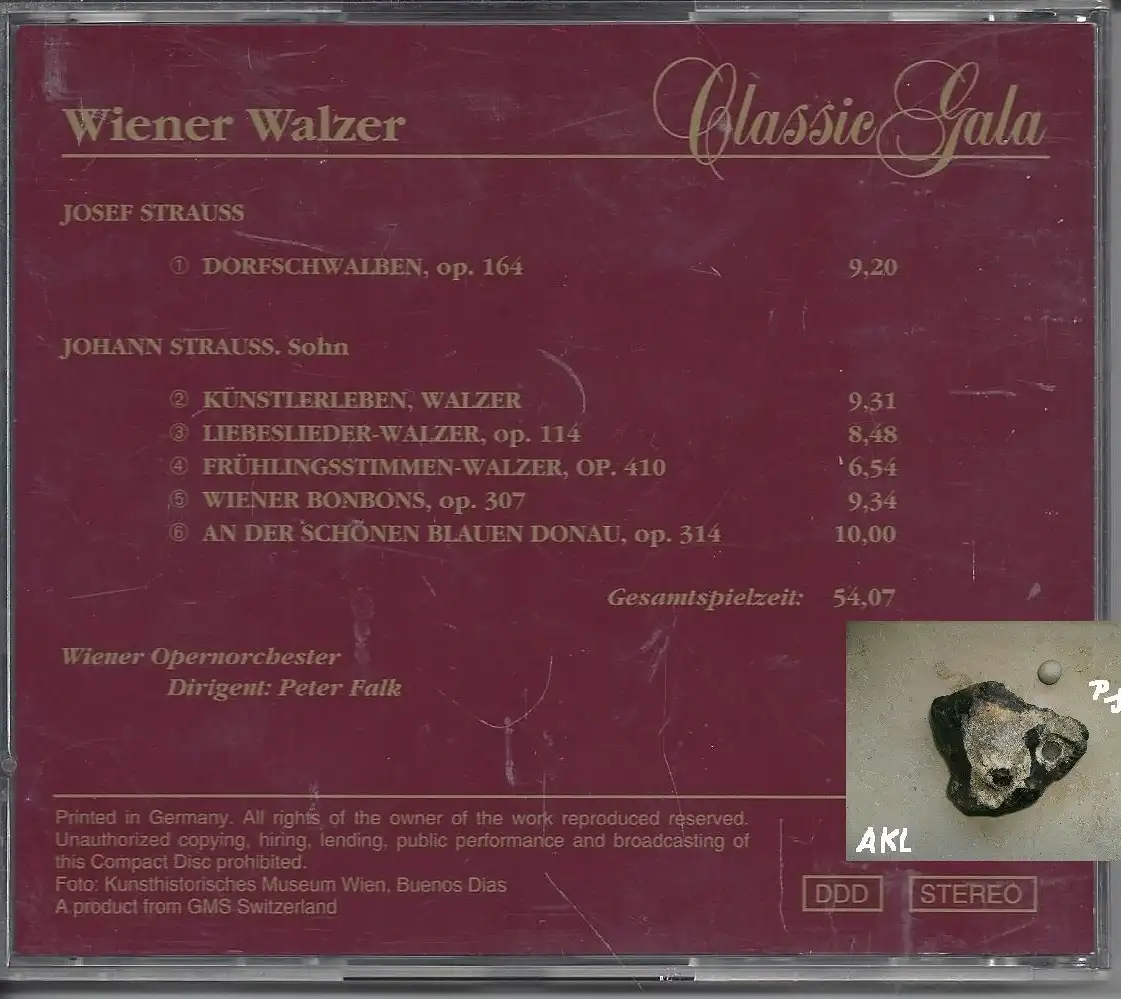 Wiener Walzer Classic Gala
JOSEF STRAUSS
① DORFSCHWALBEN, op. 164 9,20
JOHANN STRAUSS. Sohn
② KÜNSTLERLEBEN, WALZER 9,31
③ LIEBESLIEDER-WALZER, op. 114 8,48
④ FRÜHLINGSSTIMMEN-WALZER, OP. 410 6,54
⑤ WIENER BONBONS, op. 307 9,34
⑥ AN DER SCHÖNEN BLAUEN DONAU, op. 314 10,00
Gesamtspielzeit: 54,07
Wiener Opernorchester
Dirigent: Peter Falk
AKL
Printed in Germany. All rights of the owner of the work reproduced reserved.
Unauthorized copying, hiring, lending, public performance and broadcasting of
this Compact Disc prohibited.
Foto: Kunsthistorisches Museum Wien, Buenos Dias
A product from GMS Switzerland
DDD STEREO